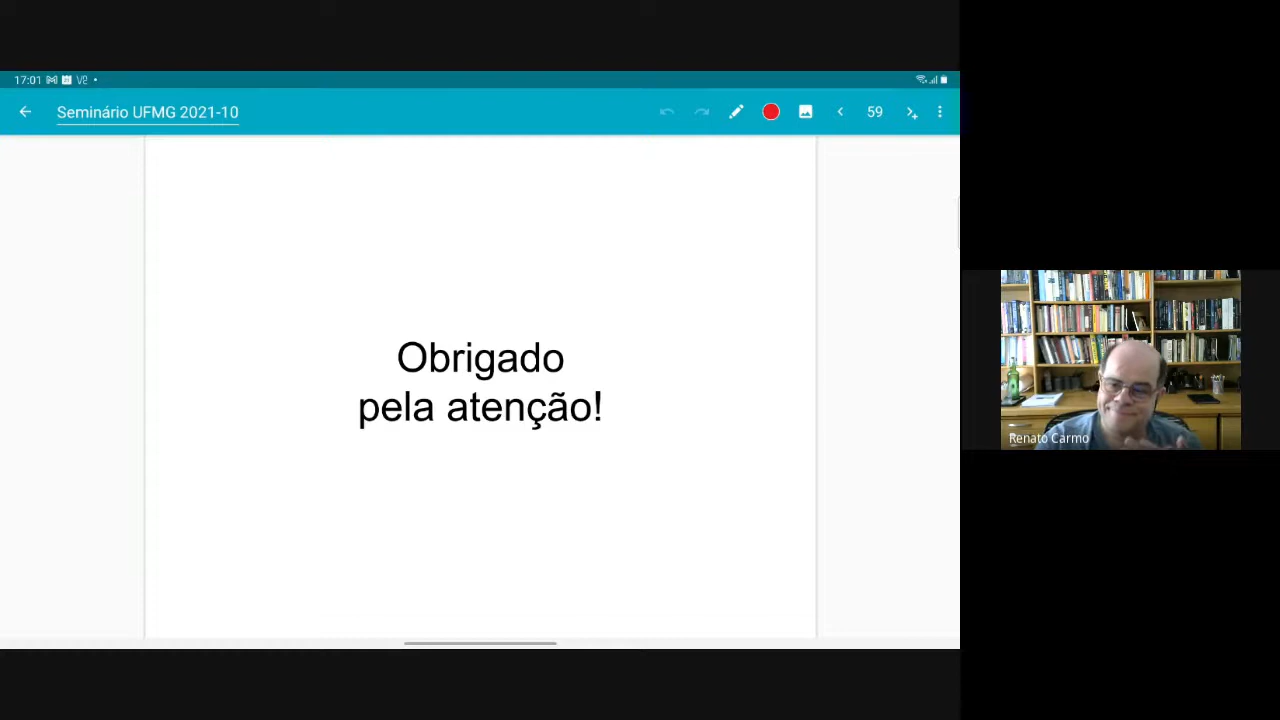 17:01
Seminário UFMG 2021-10
59
Obrigado
pela atenção!
Renato Carmo